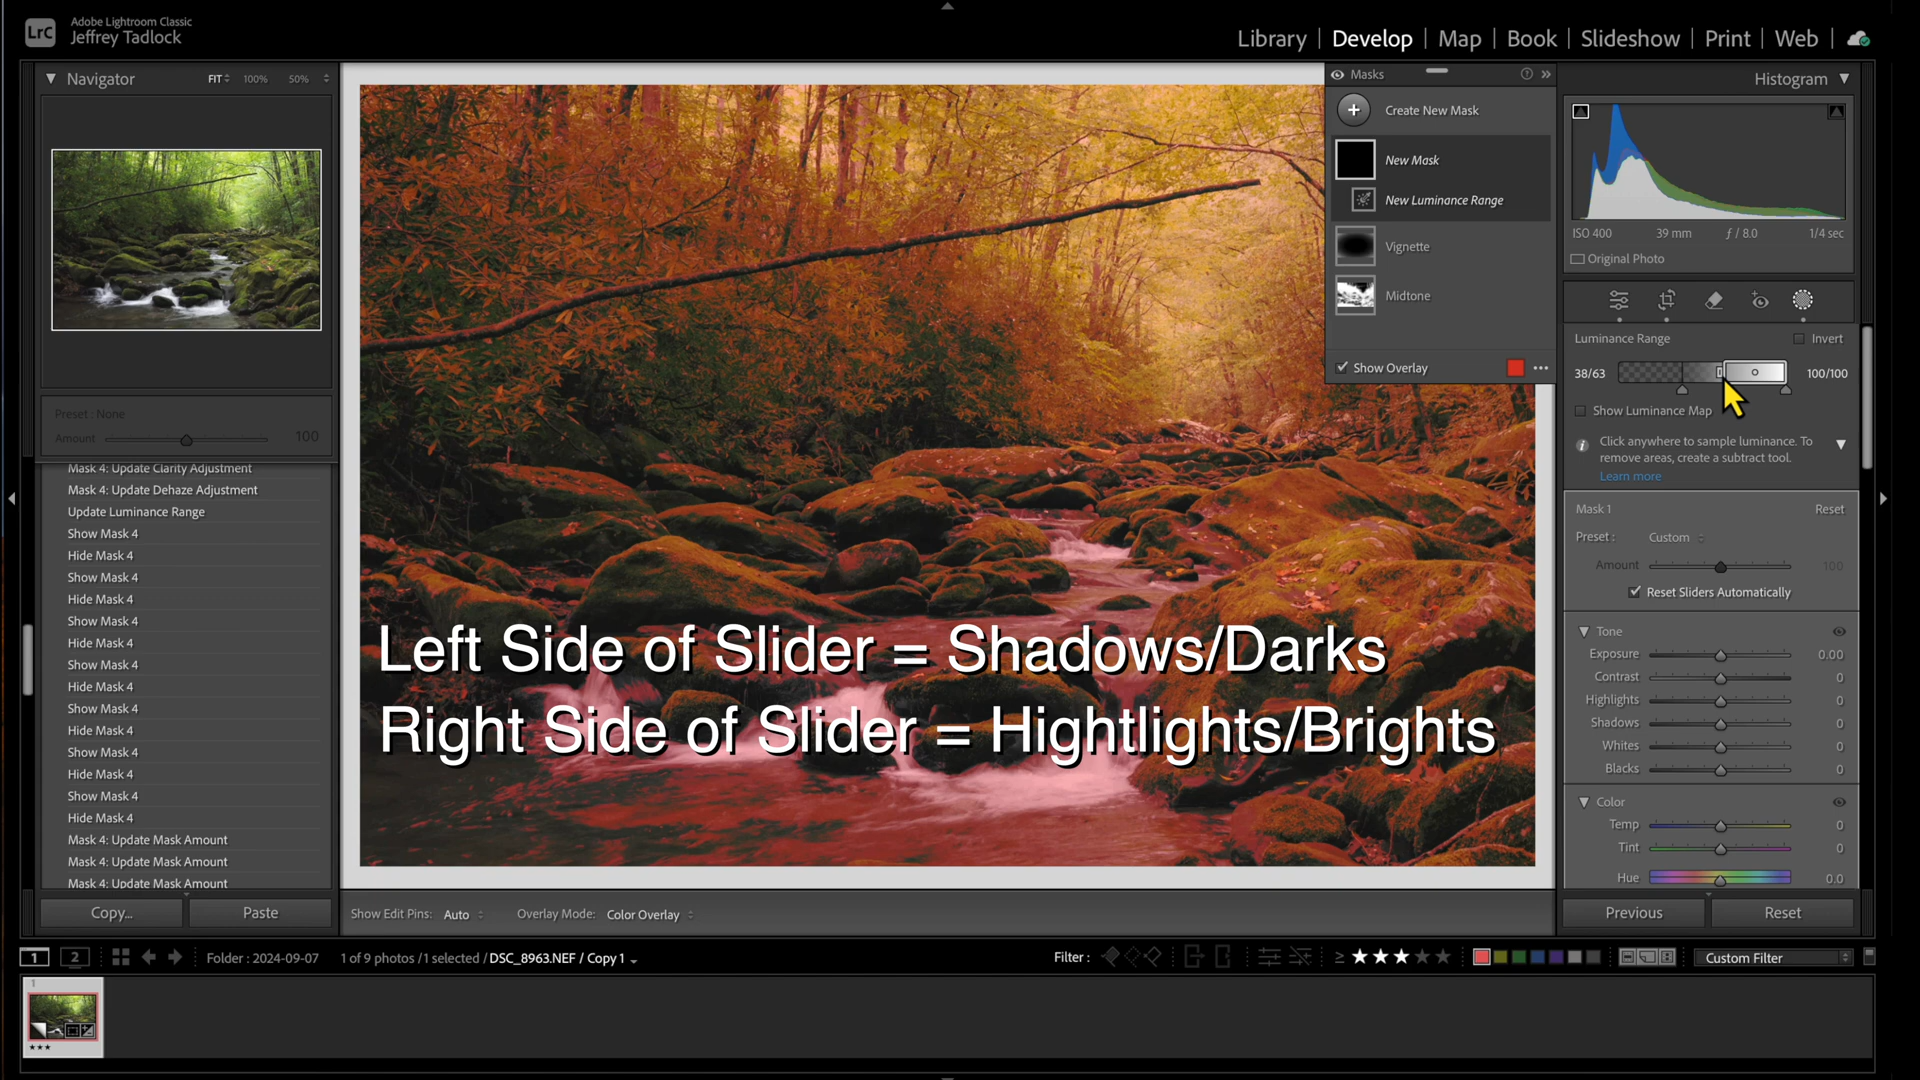 LrC
Adobe Lightroom Classic
Jeffrey Tadlock
Library | Develop | Map | Book | Slideshow | Print | Web
Navigator
FIT 100% 50%
Preset : None
Amount 100
Mask 4: Update Clarity Adjustment
Mask 4: Update Dehaze Adjustment
Update Luminance Range
Show Mask 4
Hide Mask 4
Show Mask 4
Hide Mask 4
Show Mask 4
Hide Mask 4
Show Mask 4
Hide Mask 4
Show Mask 4
Hide Mask 4
Show Mask 4
Hide Mask 4
Show Mask 4
Hide Mask 4
Mask 4: Update Mask Amount
Mask 4: Update Mask Amount
Mask 4: Update Mask Amount
Copy...
Paste
Left Side of Slider = Shadows/Darks
Right Side of Slider = Hightlights/Brights
Masks
Create New Mask
New Mask
New Luminance Range
Vignette
Midtone
Show Overlay
Show Edit Pins: Auto
Overlay Mode: Color Overlay
Histogram
ISO 400 39 mm ƒ / 8.0 1/4 sec
Original Photo
Luminance Range
Invert
38/63 100/100
Show Luminance Map
Click anywhere to sample luminance. To
remove areas, create a subtract tool.
Learn more
Mask 1 Reset
Preset : Custom
Amount 100
Reset Sliders Automatically
Tone
Exposure 0.00
Contrast 0
Highlights 0
Shadows 0
Whites 0
Blacks 0
Color
Temp 0
Tint 0
Hue 0.0
Previous
Reset
1 2
Folder : 2024-09-07
1 of 9 photos /1 selected / DSC_8963.NEF / Copy 1
Filter :
≥ ★★★★★
Custom Filter
1
★★★